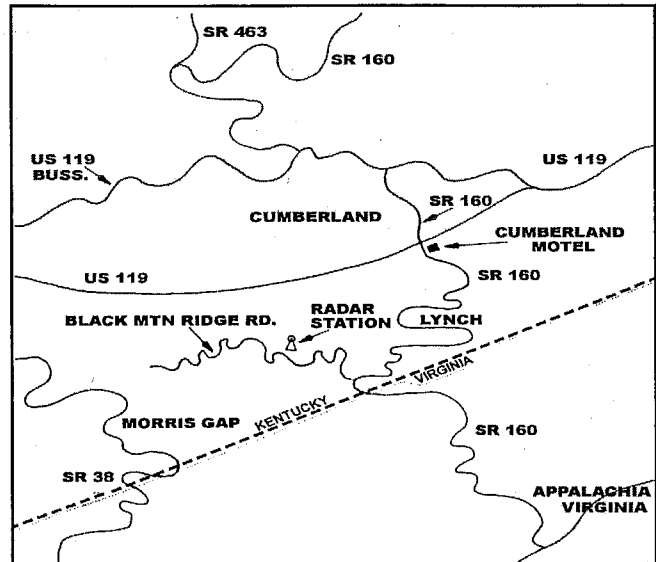 SR 463
SR 160
US 119
BUSS.
US 119
SR 160
CUMBERLAND
CUMBERLAND
MOTEL
US 119
SR 160
RADAR
STATION
BLACK MTN RIDGE RD.
LYNCH
VIRGINIA
KENTUCKY
MORRIS GAP
SR 160
SR 38
APPALACHIA
VIRGINIA